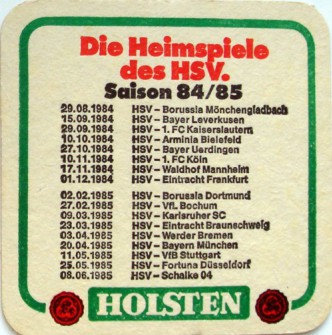 Die Heimspiele
des HSV.
Saison 84/85
29.08.1984 HSV – Borussia Mönchengladbach
15.09.1984 HSV – Bayer Leverkusen
29.09.1984 HSV – 1. FC Kaiserslautern
10.10.1984 HSV – Arminia Bielefeld
27.10.1984 HSV – Bayer Uerdingen
10.11.1984 HSV – 1. FC Köln
17.11.1984 HSV – Waldhof Mannheim
01.12.1984 HSV – Eintracht Frankfurt
02.02.1985 HSV – Borussia Dortmund
27.02.1985 HSV – VfL Bochum
09.03.1985 HSV – Karlsruher SC
23.03.1985 HSV – Eintracht Braunschweig
03.04.1985 HSV – Werder Bremen
20.04.1985 HSV – Bayern München
11.05.1985 HSV – VfB Stuttgart
25.05.1985 HSV – Fortuna Düsseldorf
08.06.1985 HSV – Schalke 04
HOLSTEN